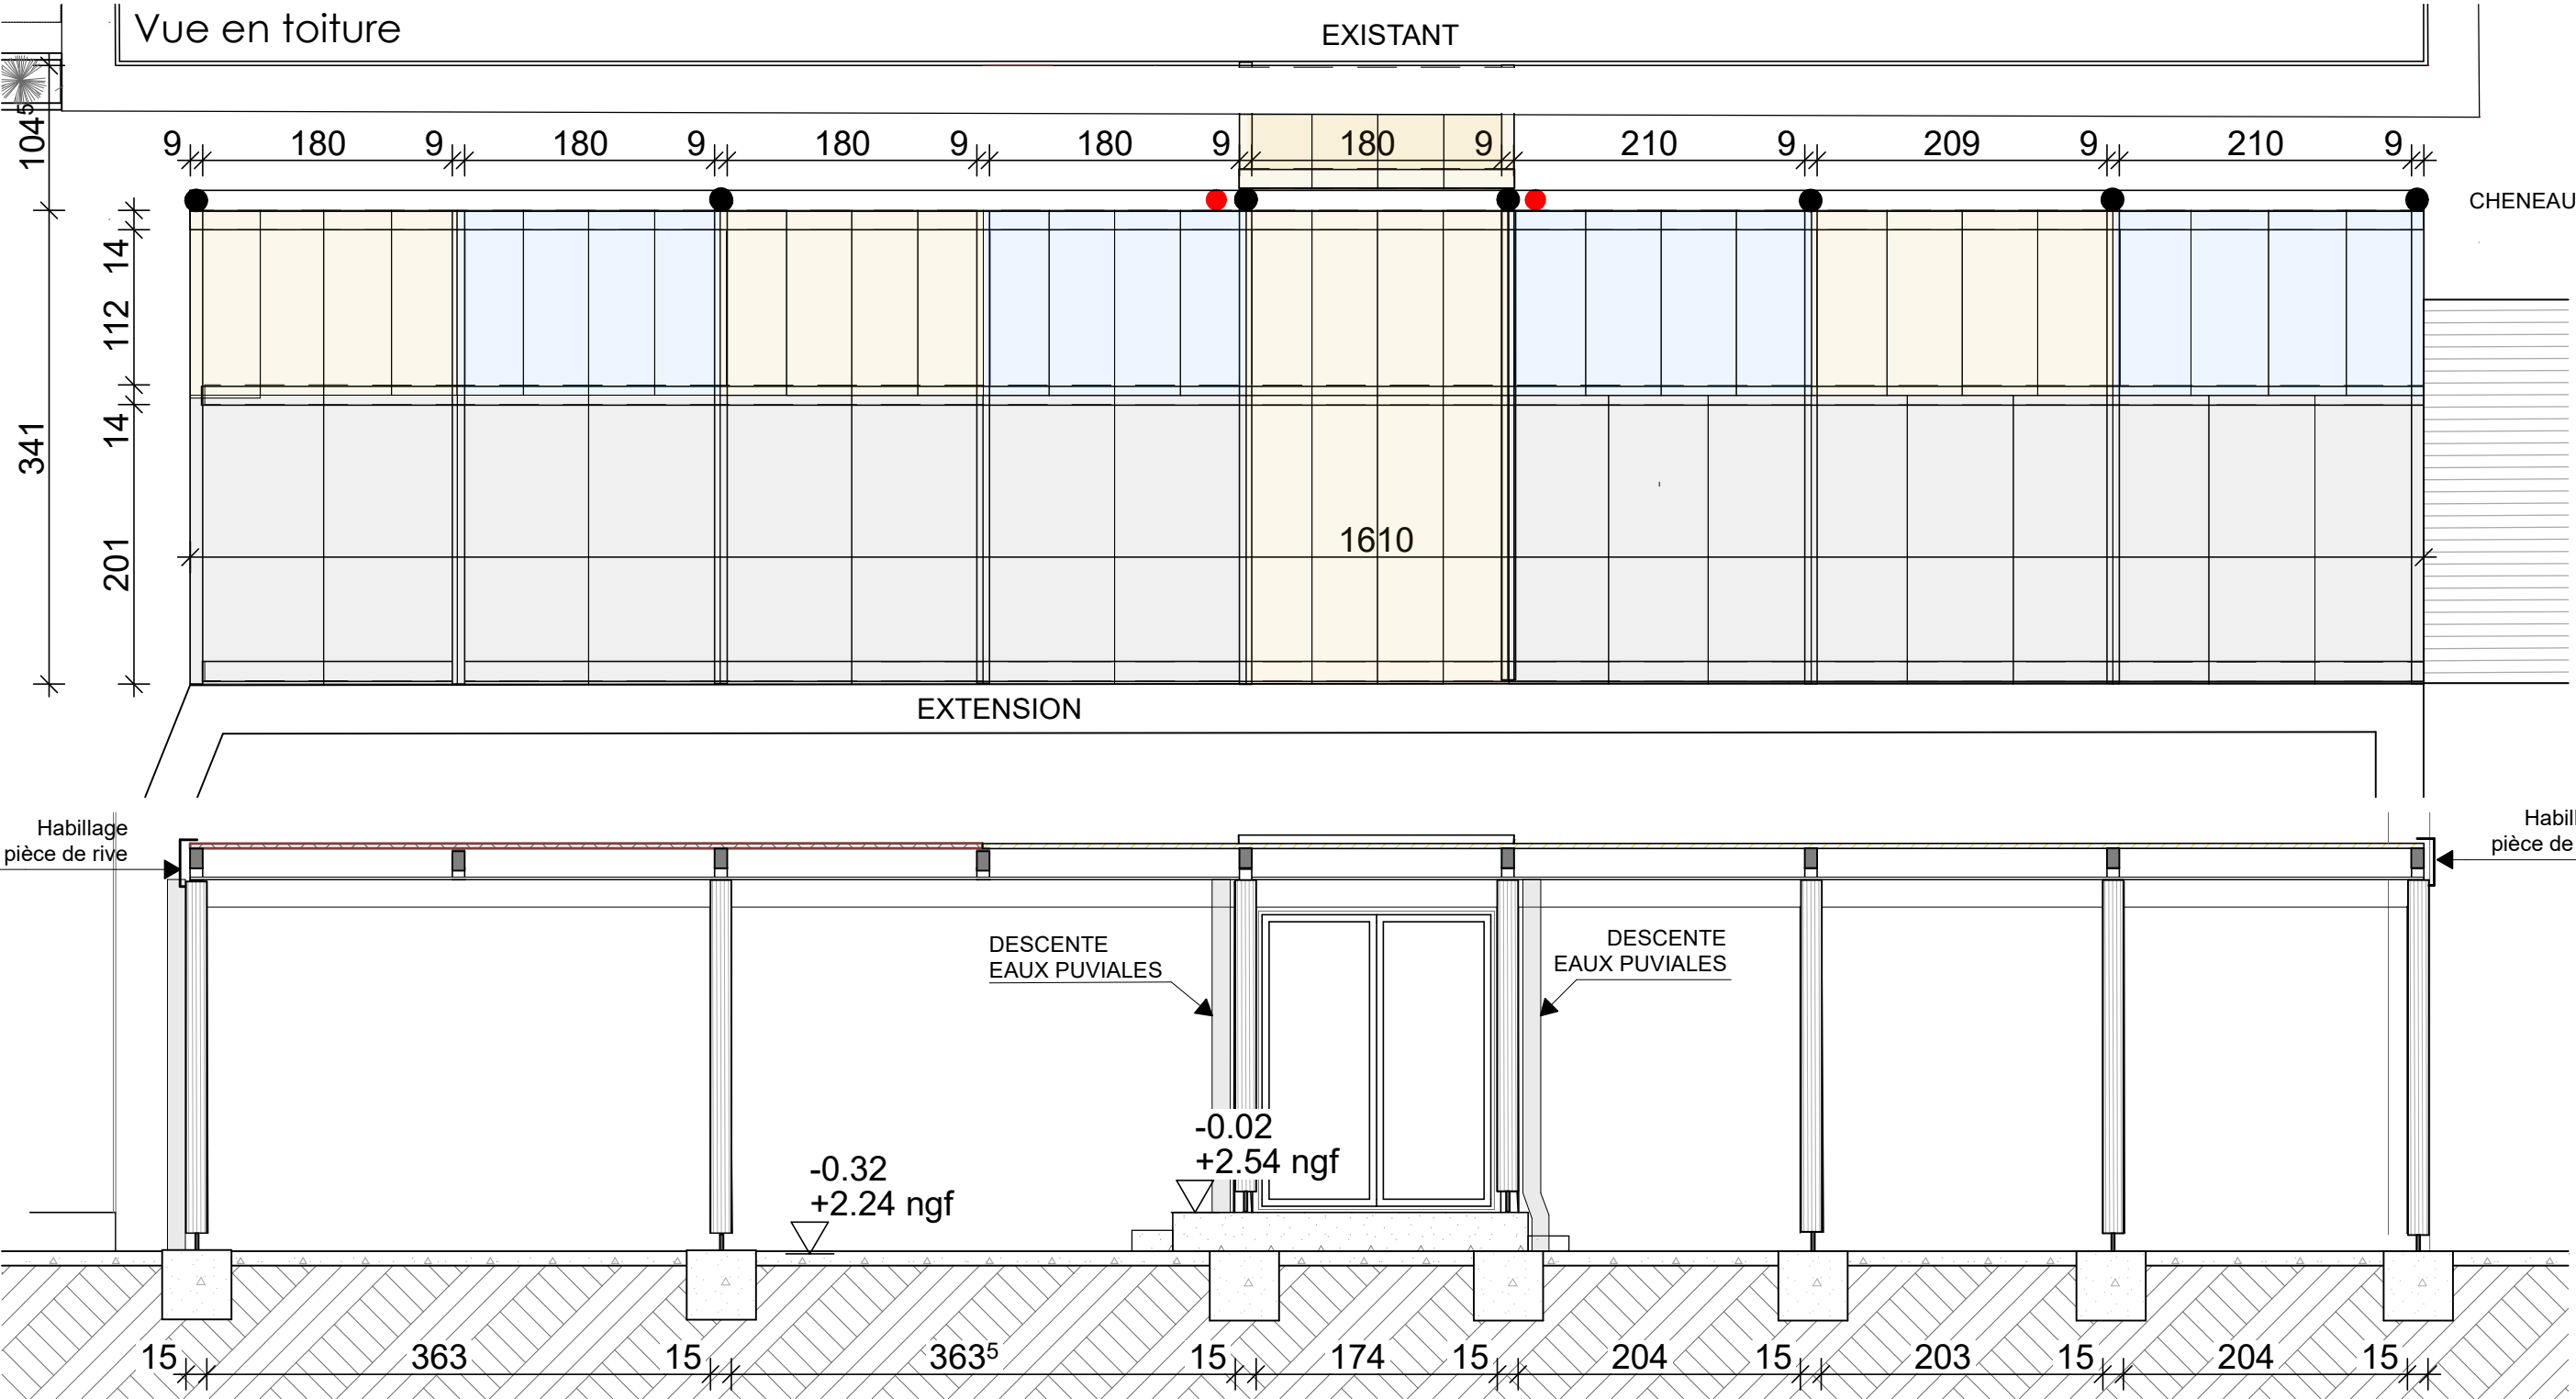 Vue en toiture
EXISTANT
104⁵
9 180 9 180 9 180 9 180 9 180 9 210 9 209 9 210 9
CHENEAU
14
112
14
341
201
1610
EXTENSION
Habillage
pièce de rive
Habil
pièce de
DESCENTE
EAUX PUVIALES
DESCENTE
EAUX PUVIALES
-0.02
+2.54 ngf
-0.32
+2.24 ngf
15 363 15 363⁵ 15 174 15 204 15 203 15 204 15